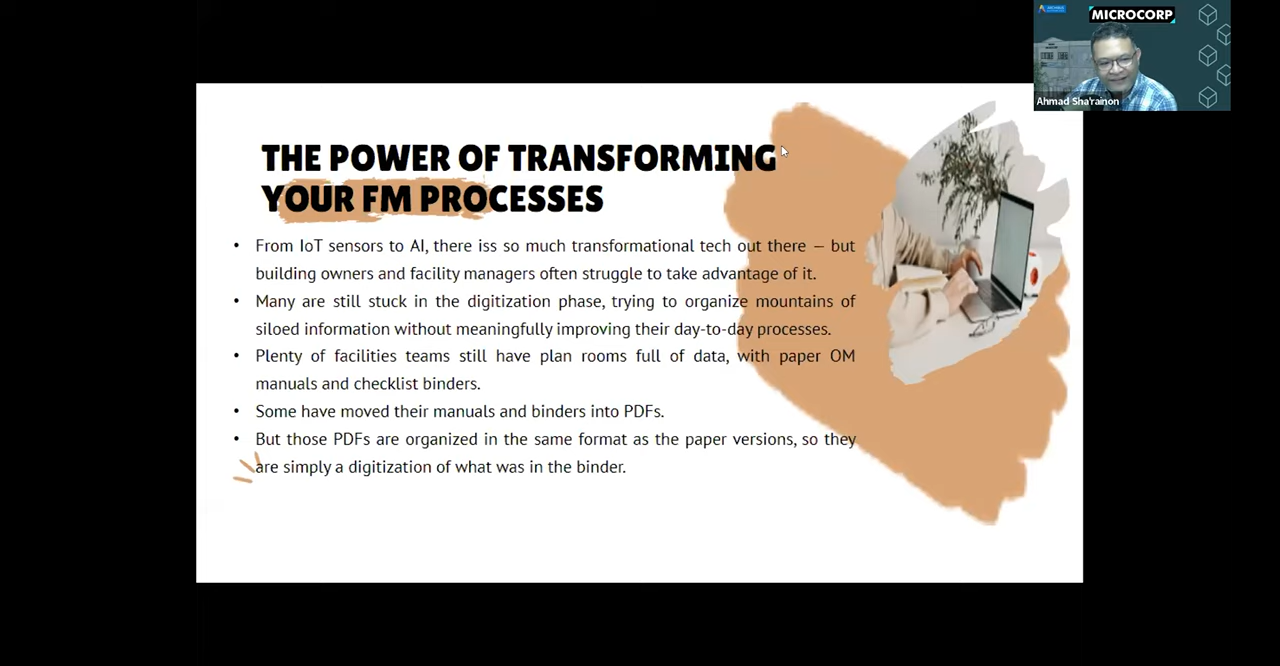 MICROCORP
Ahmad Sha'rainon
THE POWER OF TRANSFORMING
YOUR FM PROCESSES
• From IoT sensors to AI, there iss so much transformational tech out there – but
building owners and facility managers often struggle to take advantage of it.
• Many are still stuck in the digitization phase, trying to organize mountains of
siloed information without meaningfully improving their day-to-day processes.
• Plenty of facilities teams still have plan rooms full of data, with paper OM
manuals and checklist binders.
• Some have moved their manuals and binders into PDFs.
• But those PDFs are organized in the same format as the paper versions, so they
are simply a digitization of what was in the binder.